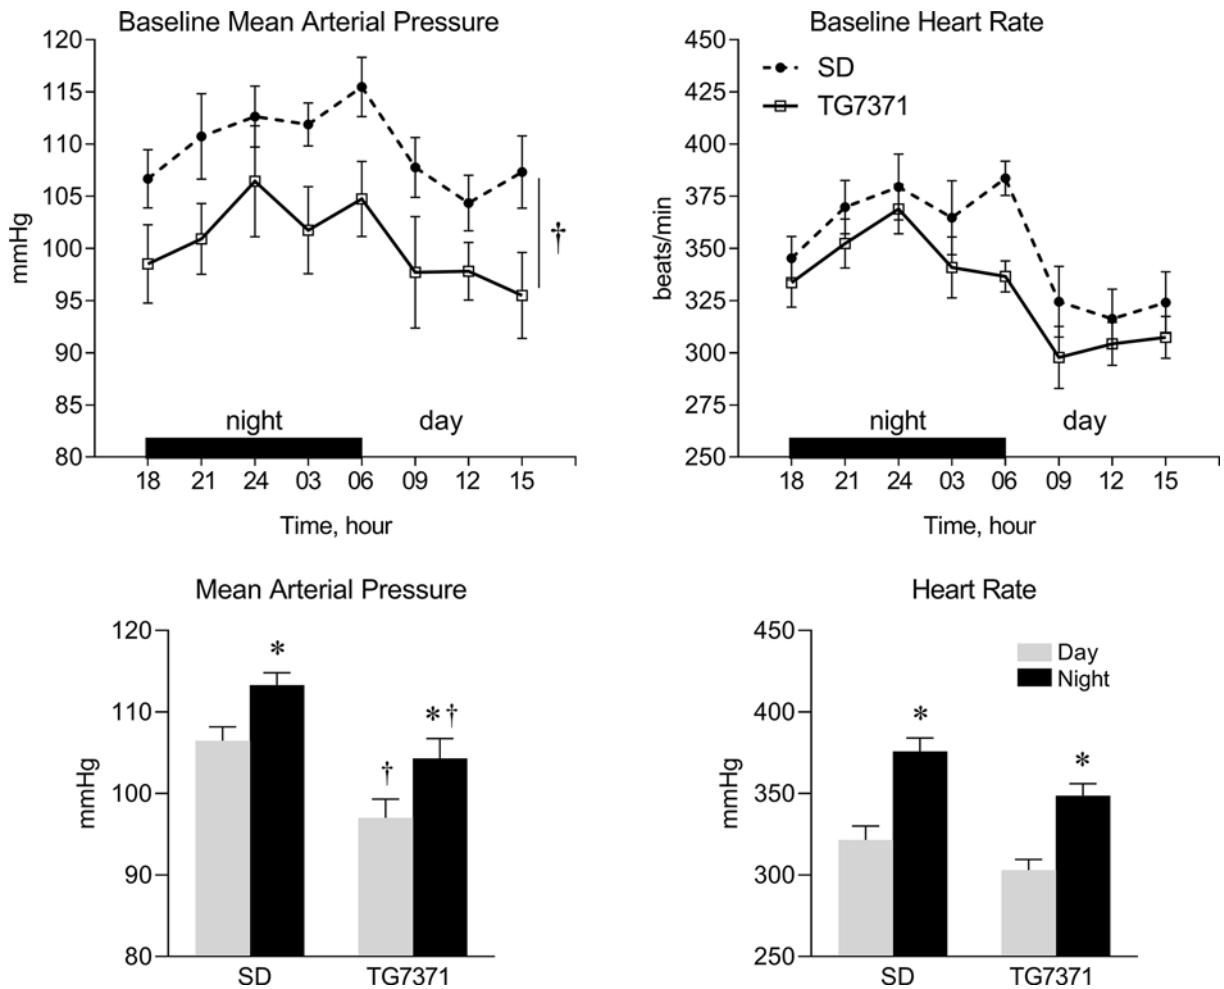 Baseline Mean Arterial Pressure
120
115
110
105
100
95
90
85
80
mmHg
†
night
day
18 21 24 03 06 09 12 15
Time, hour
Baseline Heart Rate
450
425
400
375
350
325
300
275
250
beats/min
SD
TG7371
night
day
18 21 24 03 06 09 12 15
Time, hour
Mean Arterial Pressure
120
110
100
90
80
mmHg
*
†
*†
SD TG7371
Heart Rate
450
400
350
300
250
mmHg
Day
Night
*
*
SD TG7371